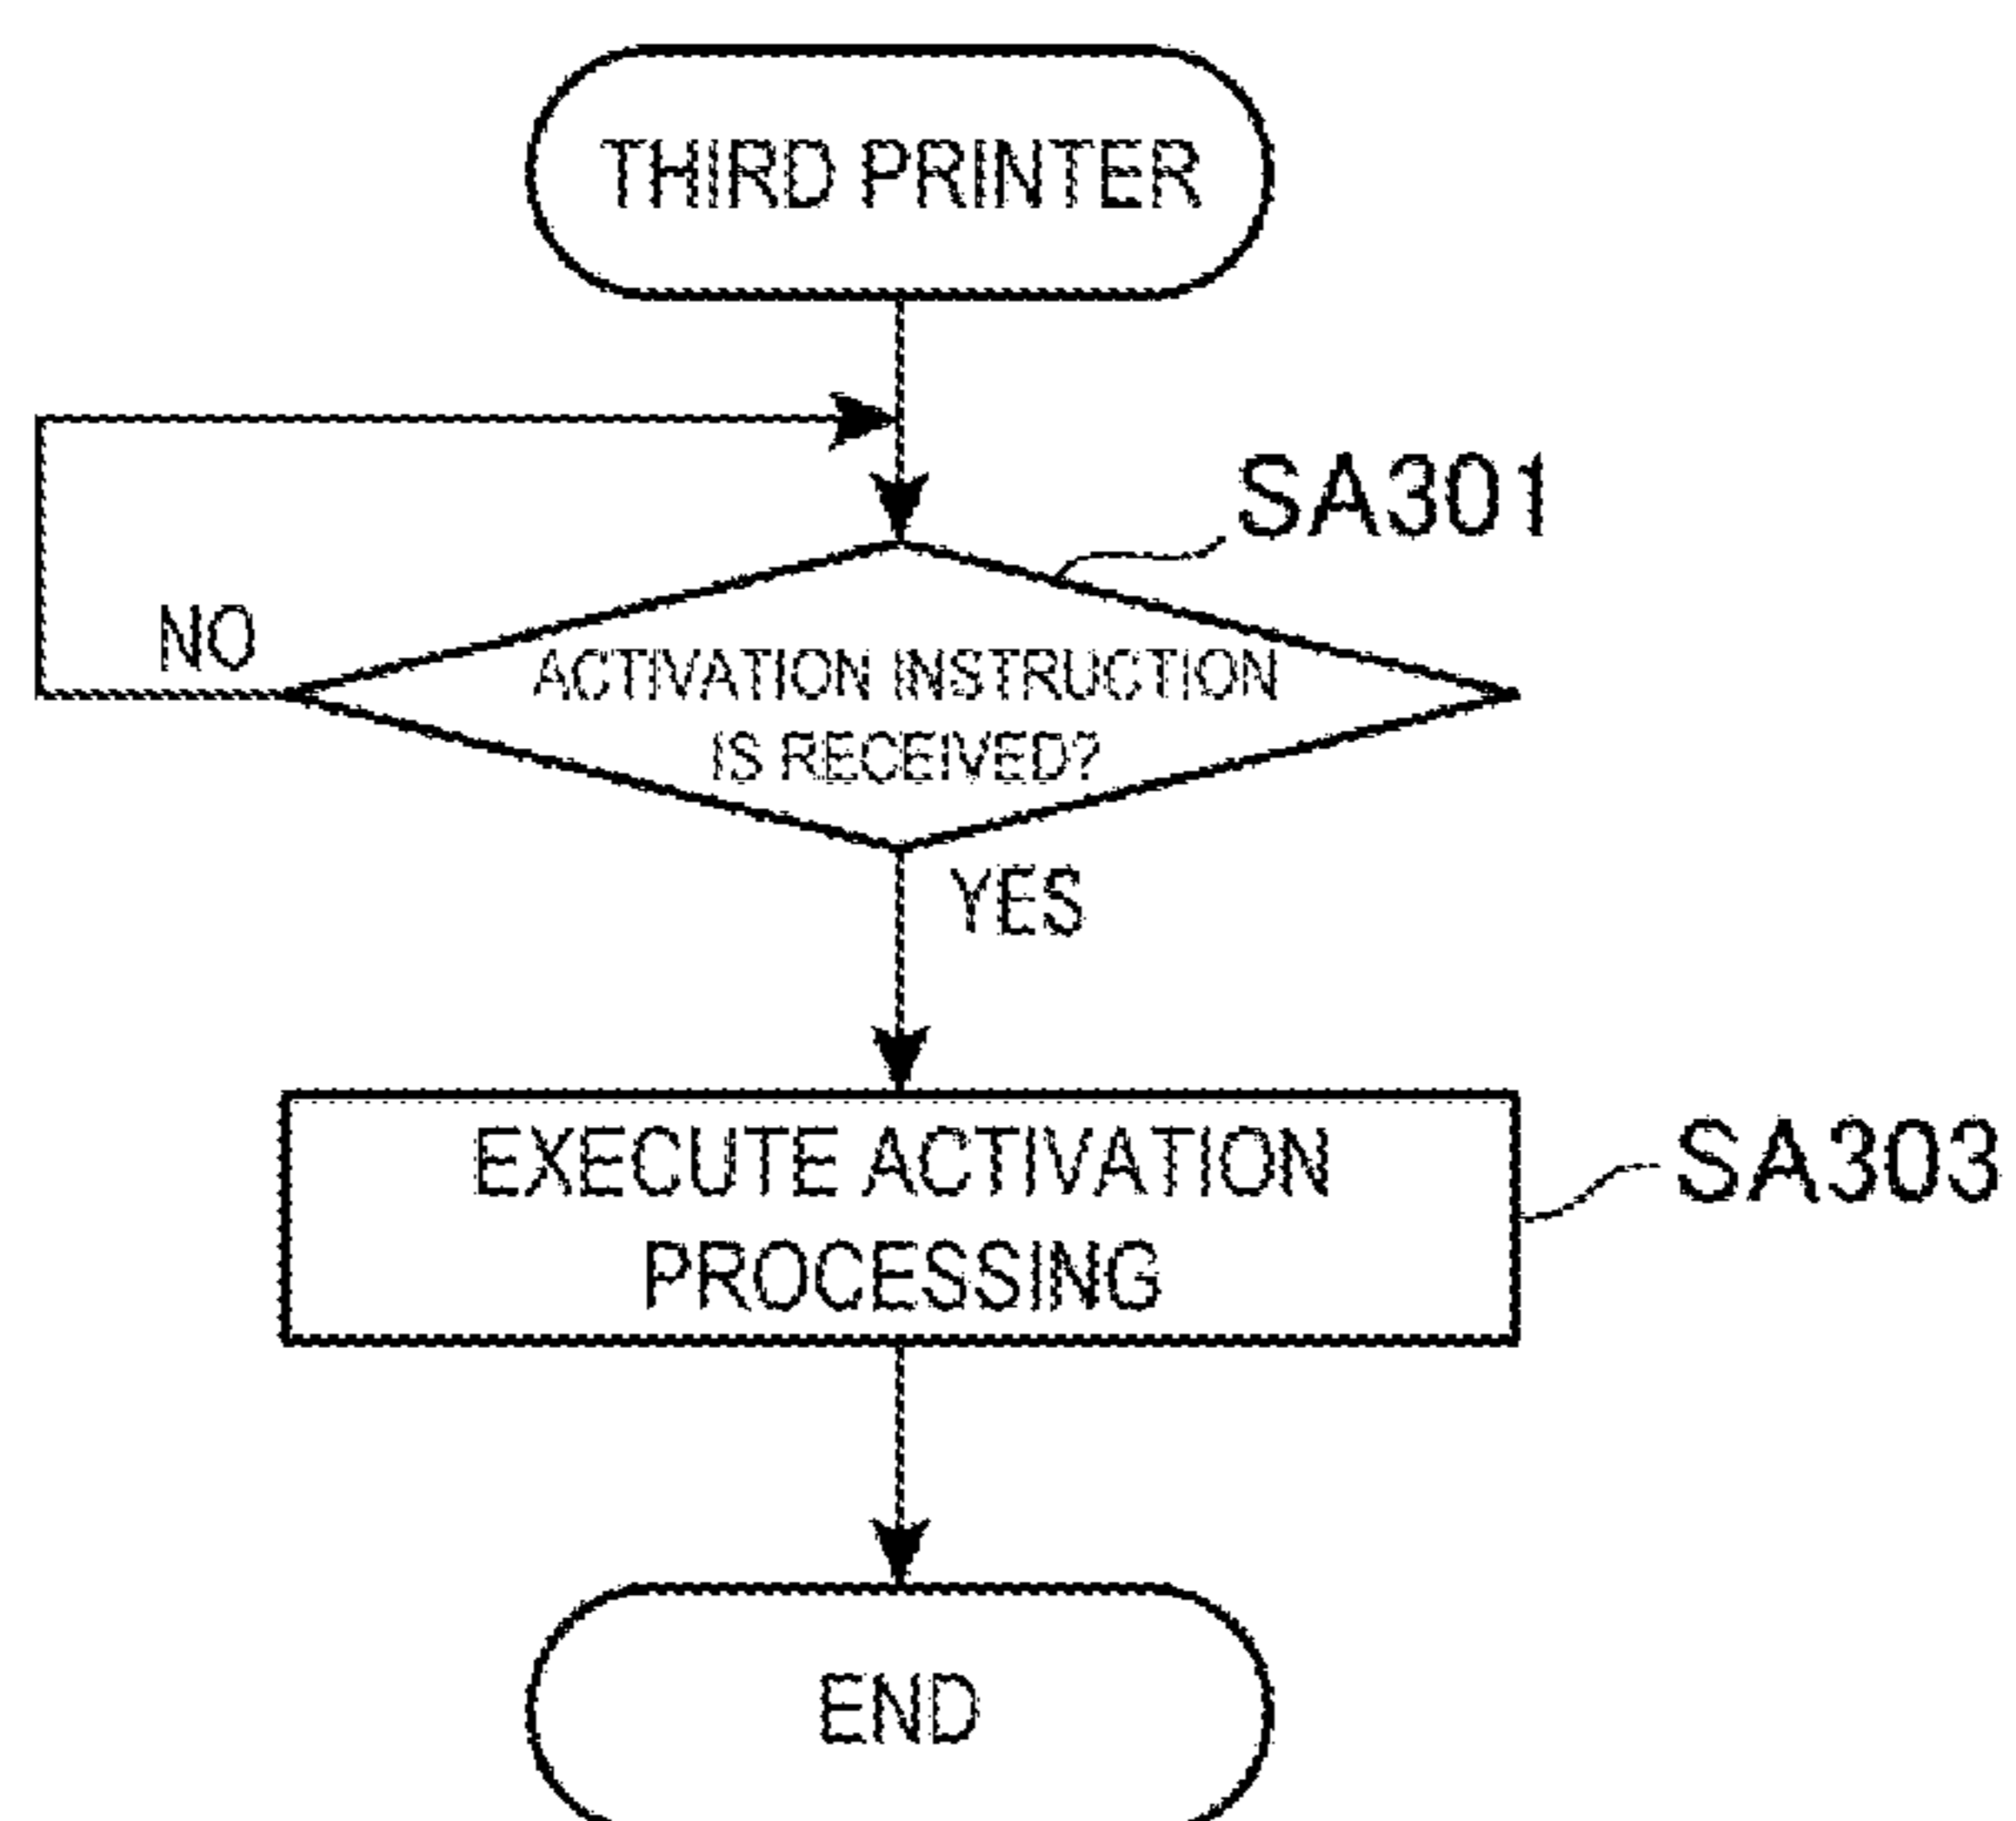 THIRD PRINTER
SA301
NO
ACTIVATION INSTRUCTION
IS RECEIVED?
YES
EXECUTE ACTIVATION
PROCESSING
SA303
END